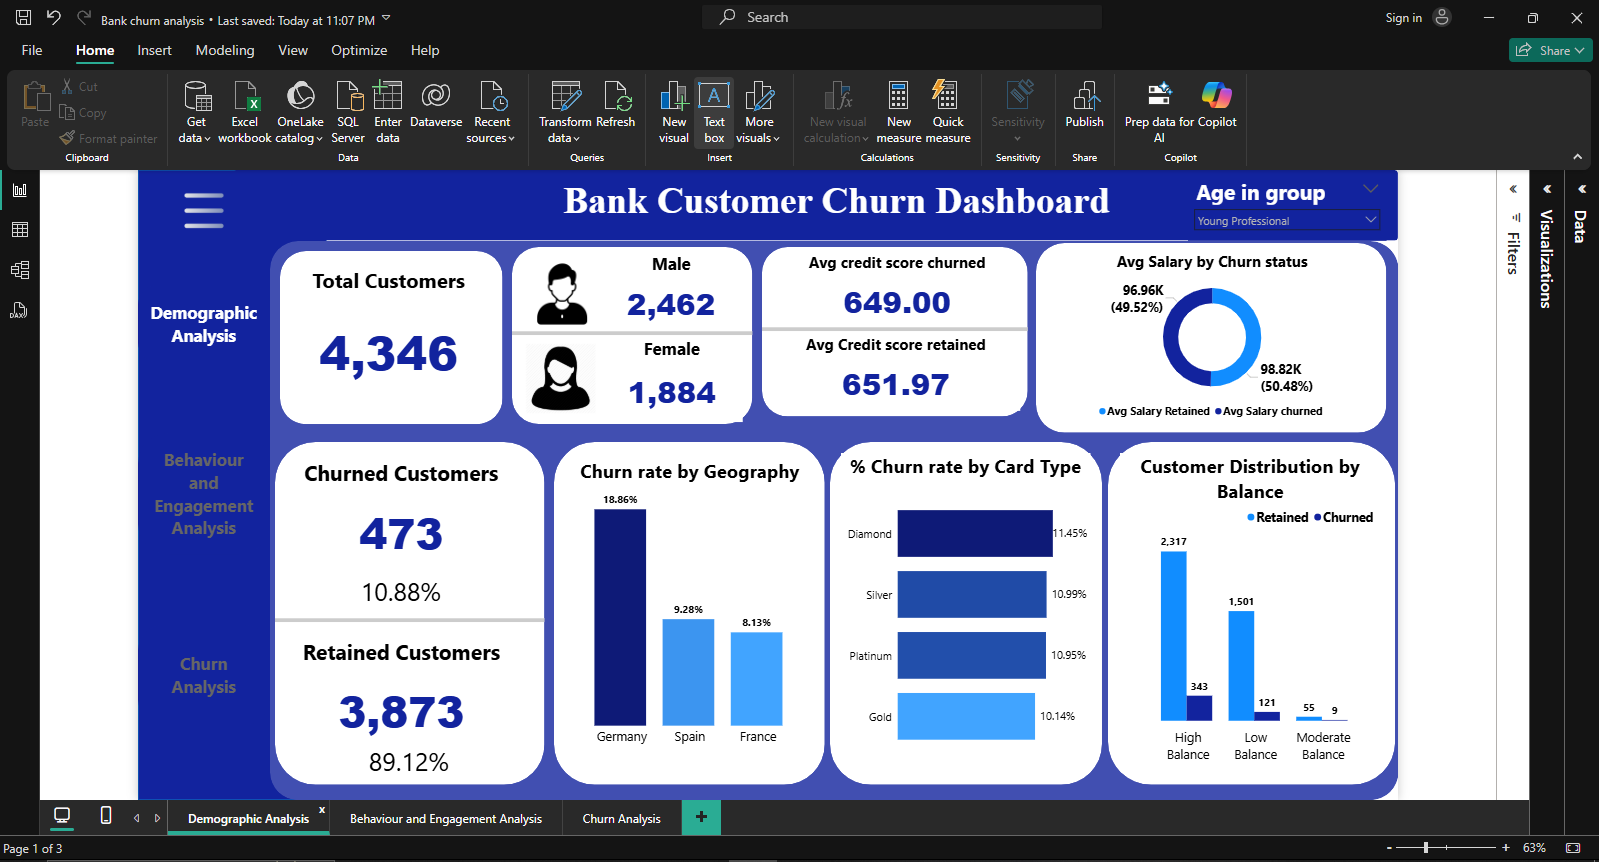 Bank churn analysis • Last saved: Today at 11:07 PM
Search
Sign in
File Home Insert Modeling View Optimize Help
Share
Paste
Cut
Copy
Format painter
Clipboard
Get data
Excel workbook
OneLake catalog
SQL Server
Enter data
Dataverse
Recent sources
Data
Transform data
Refresh
Queries
New visual
Text box
More visuals
Insert
New visual calculation
New measure
Quick measure
Calculations
Sensitivity
Sensitivity
Publish
Share
Prep data for AI
Copilot
Copilot
Bank Customer Churn Dashboard
Age in group
Young Professional
Demographic
Analysis
Behaviour
and
Engagement
Analysis
Churn
Analysis
Total Customers
4,346
Male
2,462
Female
1,884
Avg credit score churned
649.00
Avg Credit score retained
651.97
Avg Salary by Churn status
96.96K
(49.52%)
98.82K
(50.48%)
Avg Salary Retained Avg Salary churned
Churned Customers
473
10.88%
Retained Customers
3,873
89.12%
Churn rate by Geography
18.86%
9.28%
8.13%
Germany Spain France
% Churn rate by Card Type
Diamond 11.45%
Silver 10.99%
Platinum 10.95%
Gold 10.14%
Customer Distribution by
Balance
Retained Churned
2,317
343
1,501
121
55
9
High Balance
Low Balance
Moderate Balance
Filters
Visualizations
Data
DAX
Demographic Analysis x
Behaviour and Engagement Analysis
Churn Analysis
+
Page 1 of 3
- + 63%